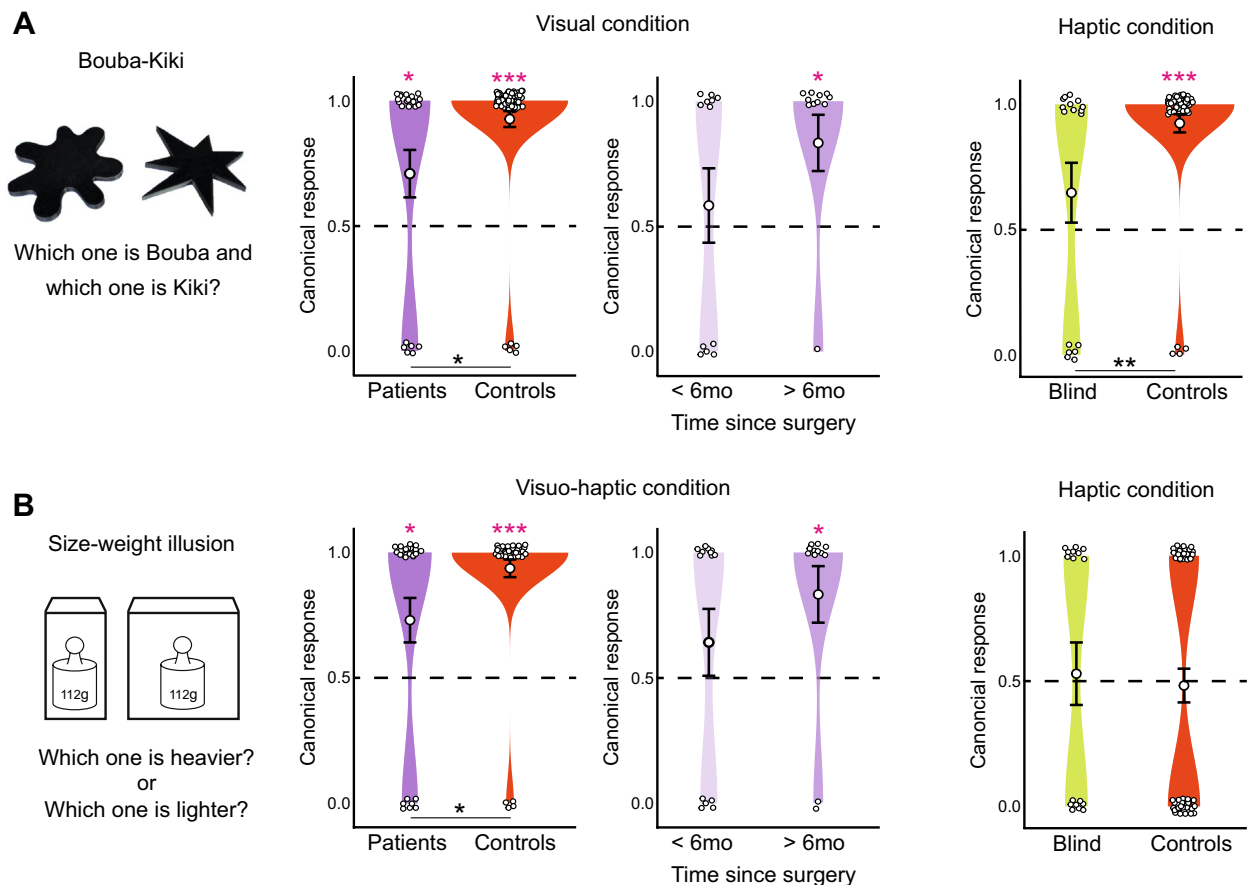 A
Bouba-Kiki
Which one is Bouba and
which one is Kiki?
Visual condition
Haptic condition
Canonical response
1.0
0.5
0.0
*
***
*
Patients
Controls
Canonical response
1.0
0.5
0.0
*
< 6mo
> 6mo
Time since surgery
Canonical response
1.0
0.5
0.0
***
**
Blind
Controls
B
Size-weight illusion
112g
112g
Which one is heavier?
or
Which one is lighter?
Visuo-haptic condition
Haptic condition
Canonical response
1.0
0.5
0.0
*
***
*
Patients
Controls
Canonical response
1.0
0.5
0.0
*
< 6mo
> 6mo
Time since surgery
Canoncial response
1.0
0.5
0.0
Blind
Controls